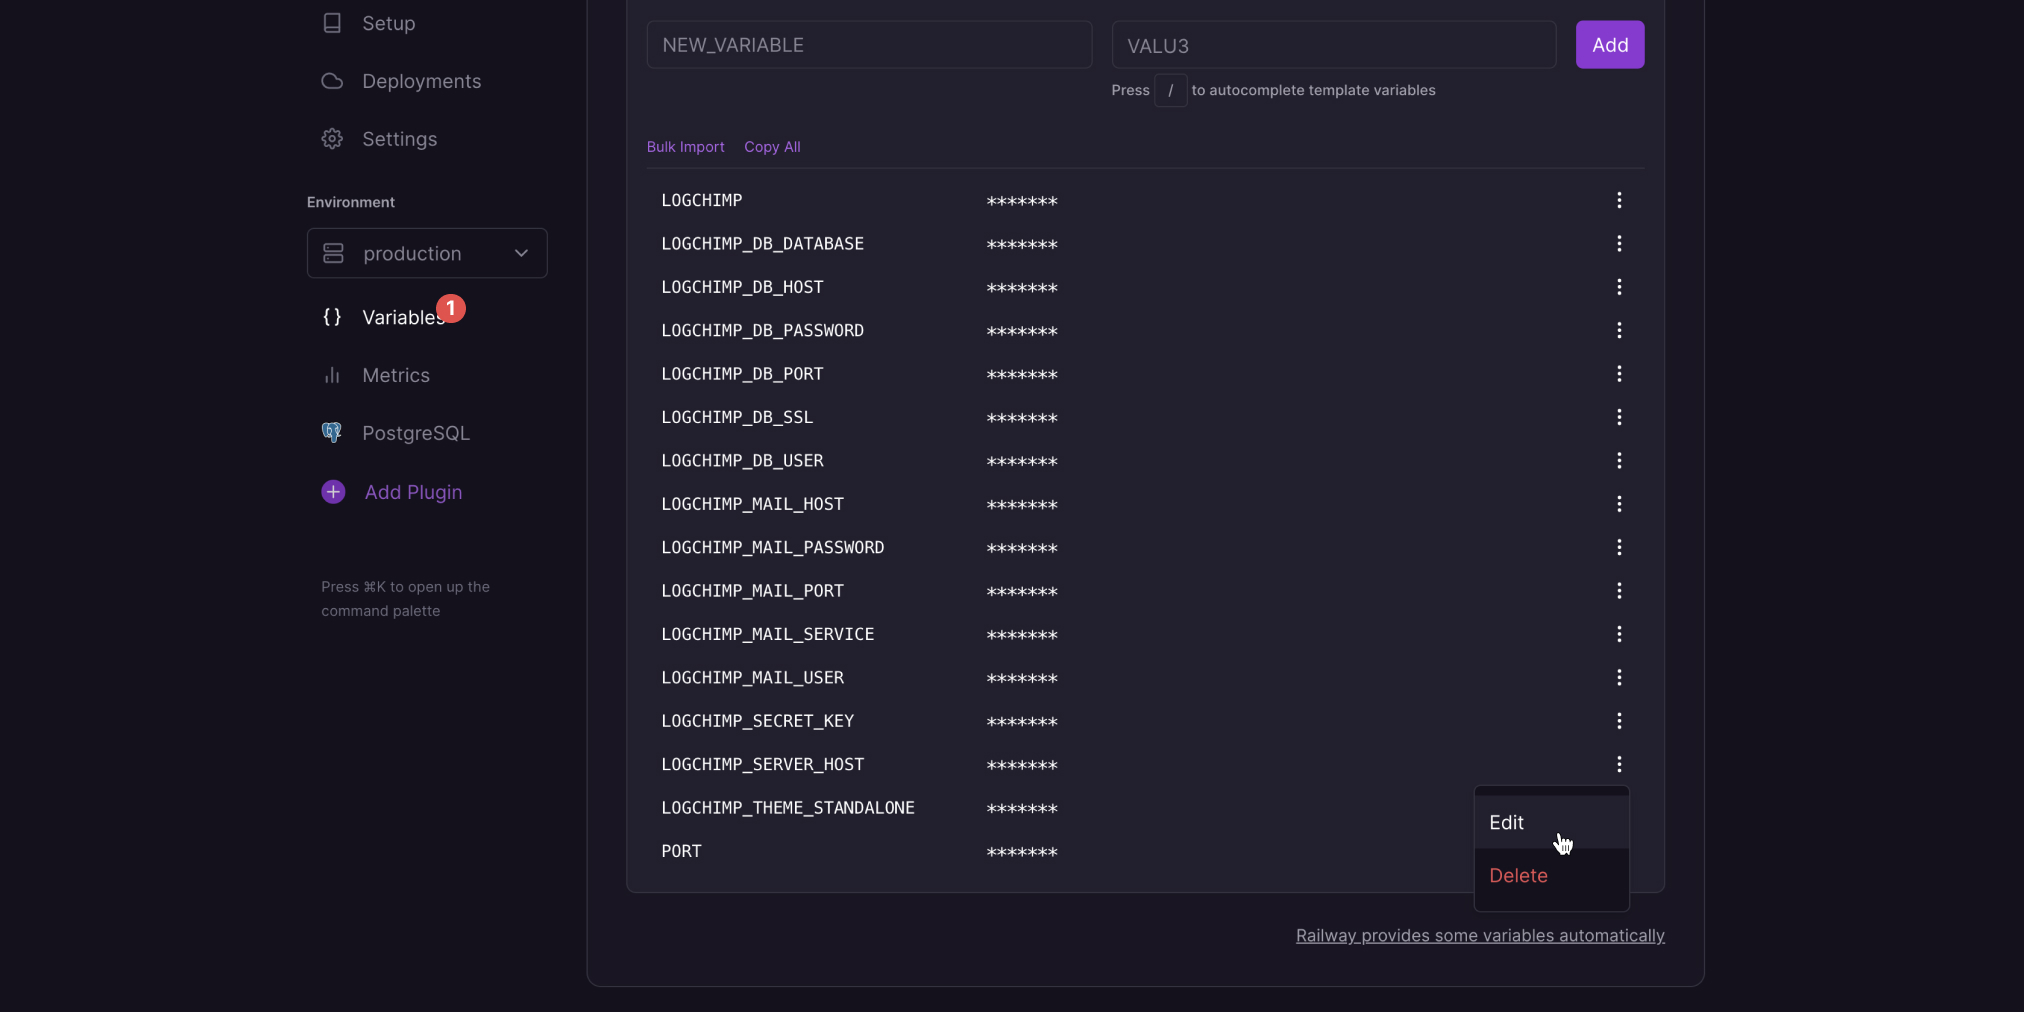 Setup
Deployments
Settings
Environment
production
Variables 1
Metrics
PostgreSQL
Add Plugin
Press ⌘K to open up the
command palette
NEW_VARIABLE VALU3 Add
Press / to autocomplete template variables
Bulk Import Copy All
LOGCHIMP *******
LOGCHIMP_DB_DATABASE *******
LOGCHIMP_DB_HOST *******
LOGCHIMP_DB_PASSWORD *******
LOGCHIMP_DB_PORT *******
LOGCHIMP_DB_SSL *******
LOGCHIMP_DB_USER *******
LOGCHIMP_MAIL_HOST *******
LOGCHIMP_MAIL_PASSWORD *******
LOGCHIMP_MAIL_PORT *******
LOGCHIMP_MAIL_SERVICE *******
LOGCHIMP_MAIL_USER *******
LOGCHIMP_SECRET_KEY *******
LOGCHIMP_SERVER_HOST *******
LOGCHIMP_THEME_STANDALONE *******
PORT *******
Edit
Delete
Railway provides some variables automatically